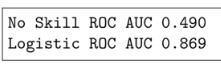 No Skill ROC AUC 0.490
Logistic ROC AUC 0.869